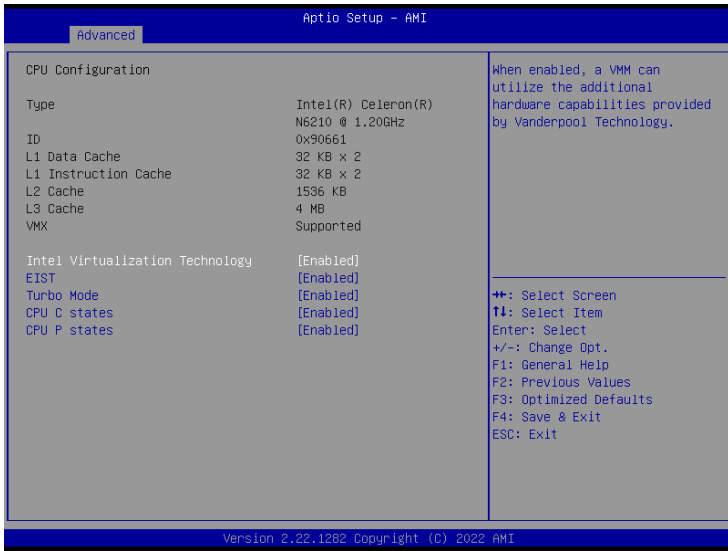 Aptio Setup - AMI
Advanced
CPU Configuration
Type Intel(R) Celeron(R)
N6210 @ 1.20GHz
ID 0x90661
L1 Data Cache 32 KB x 2
L1 Instruction Cache 32 KB x 2
L2 Cache 1536 KB
L3 Cache 4 MB
VMX Supported
Intel Virtualization Technology [Enabled]
EIST [Enabled]
Turbo Mode [Enabled]
CPU C states [Enabled]
CPU P states [Enabled]
When enabled, a VMM can
utilize the additional
hardware capabilities provided
by Vanderpool Technology.
→←: Select Screen
↑↓: Select Item
Enter: Select
+/-: Change Opt.
F1: General Help
F2: Previous Values
F3: Optimized Defaults
F4: Save & Exit
ESC: Exit
Version 2.22.1282 Copyright (C) 2022 AMI